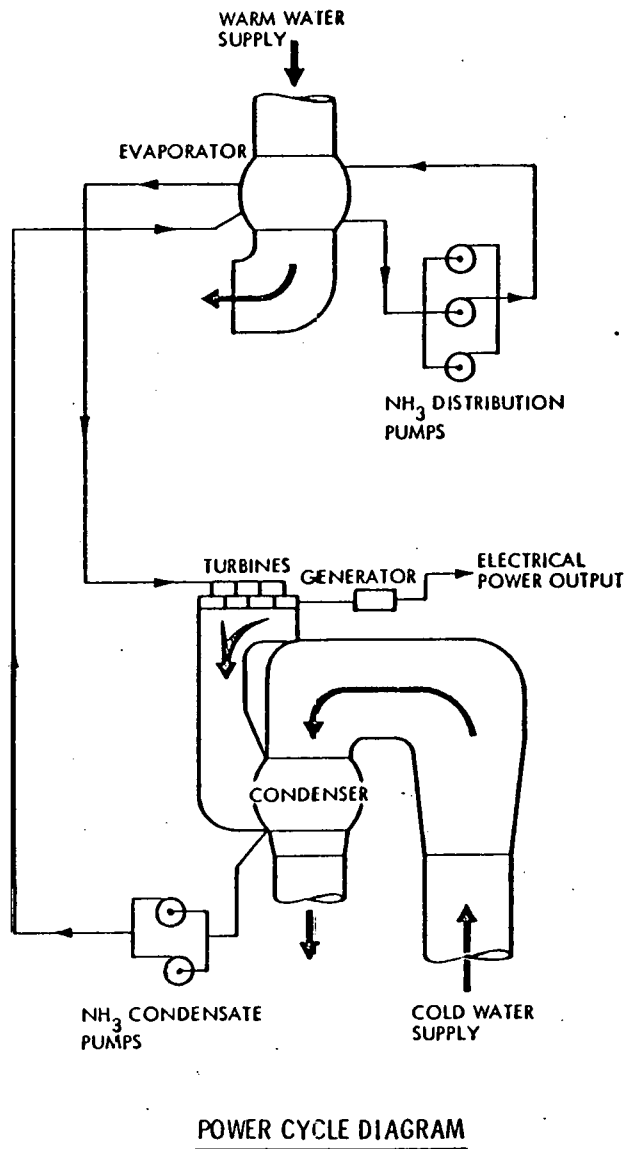 WARM WATER
SUPPLY
EVAPORATOR
NH3 DISTRIBUTION
PUMPS
TURBINES
GENERATOR
ELECTRICAL
POWER OUTPUT
CONDENSER
NH3 CONDENSATE
PUMPS
COLD WATER
SUPPLY
POWER CYCLE DIAGRAM